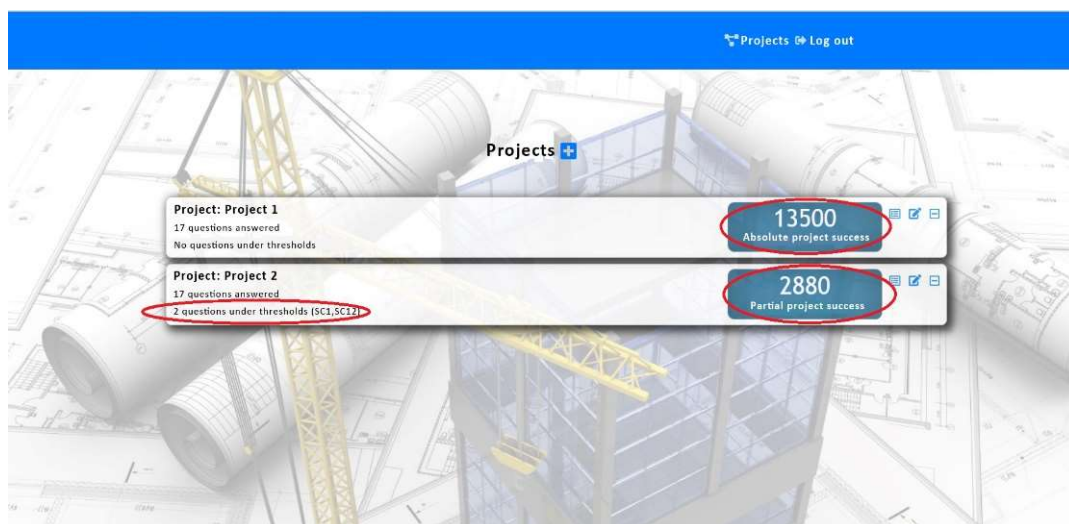 Projects Log out
Projects
Project: Project 1
17 questions answered
No questions under thresholds
13500
Absolute project success
Project: Project 2
17 questions answered
2 questions under thresholds (SC1,SC12)
2880
Partial project success